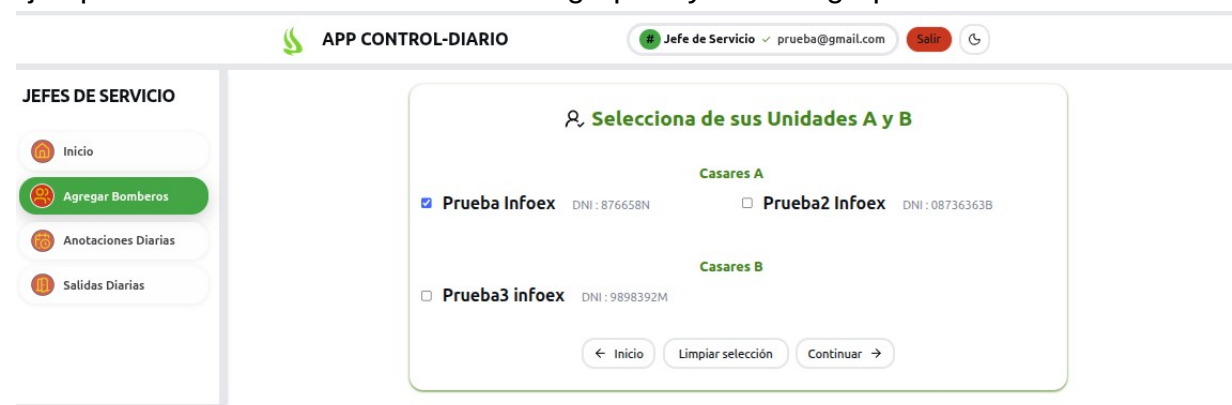 APP CONTROL-DIARIO
# Jefe de Servicio ✓ prueba@gmail.com
Salir
JEFES DE SERVICIO
Inicio
Agregar Bomberos
Anotaciones Diarias
Salidas Diarias
Selecciona de sus Unidades A y B
Casares A
Prueba Infoex DNI : 876658N
Prueba2 Infoex DNI : 08736363B
Casares B
Prueba3 infoex DNI : 9898392M
← Inicio
Limpiar selección
Continuar →